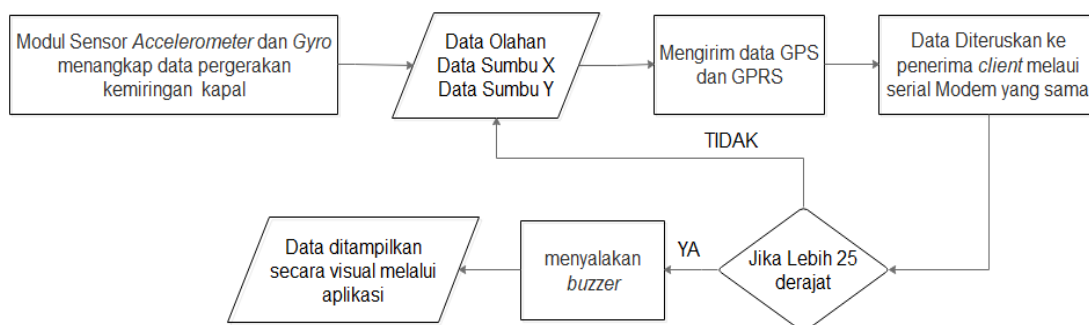 Modul Sensor Accelerometer dan Gyro
menangkap data pergerakan
kemiringan kapal
Data Olahan
Data Sumbu X
Data Sumbu Y
Mengirim data GPS
dan GPRS
Data Diteruskan ke
penerima client melaui
serial Modem yang sama
TIDAK
Jika Lebih 25
derajat
YA
menyalakan
buzzer
Data ditampilkan
secara visual melalui
aplikasi